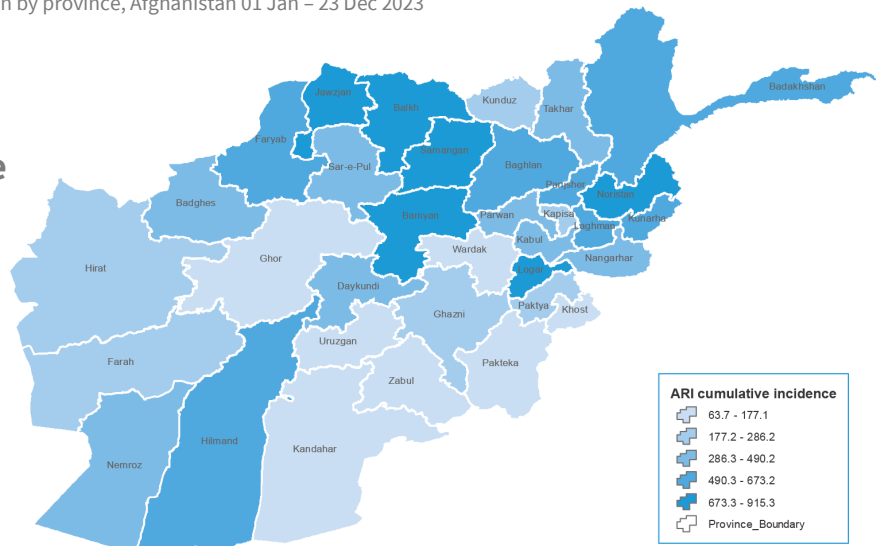 n by province, Afghanistan 01 Jan – 23 Dec 2023
e
Jawzjan
Balkh
Kunduz
Takhar
Badakhshan
Faryab
Samangan
Sar-e-Pul
Baghlan
Panjsher
Noristan
Badghes
Bamyan
Parwan
Kapisa
Laghman
Kunarha
Kabul
Wardak
Nangarhar
Hirat
Ghor
Logar
Daykundi
Paktya
Khost
Ghazni
Uruzgan
Farah
Pakteka
Zabul
Hilmand
Kandahar
Nemroz
ARI cumulative incidence
63.7 - 177.1
177.2 - 286.2
286.3 - 490.2
490.3 - 673.2
673.3 - 915.3
Province_Boundary